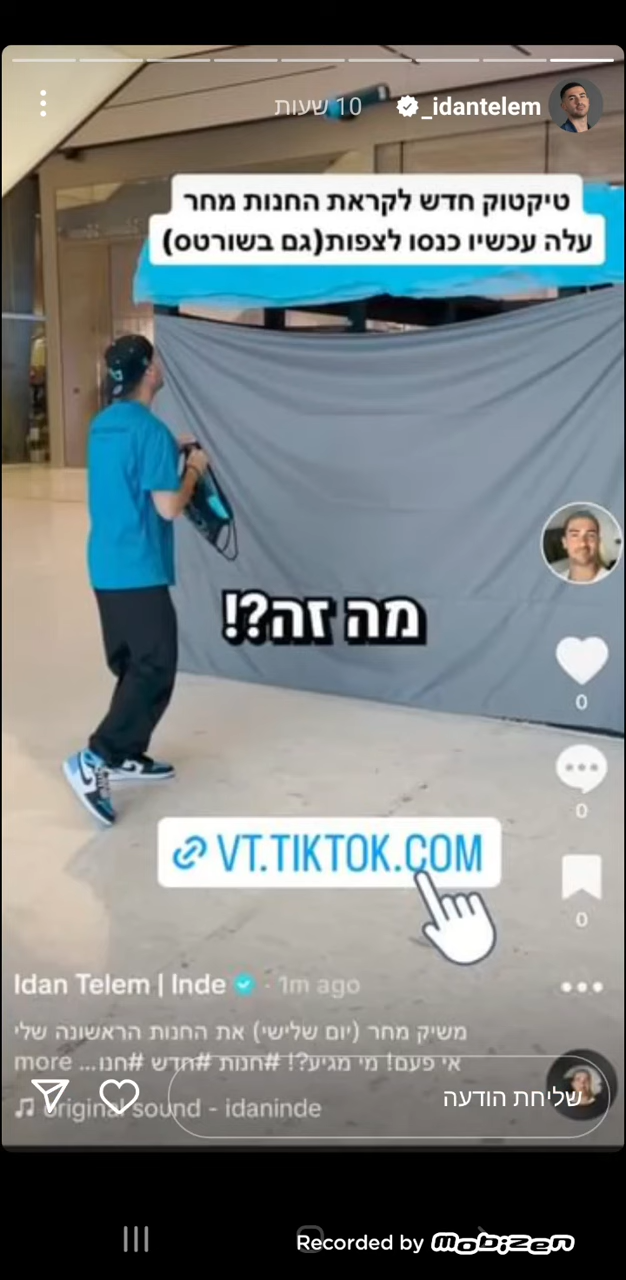 _idantelem 10 שעות
טיקטוק חדש לקראת החנות מחר
עלה עכשיו כנסו לצפות(גם בשורטס)
מה זה?!
0
0
VT.TIKTOK.COM
0
Idan Telem | Inde · 1m ago
משיק מחר (יום שלישי) את החנות הראשונה שלי
אי פעם! מי מגיע?! #חנות #חדש #חנו... more
שליחת הודעה
original sound - idaninde
Recorded by mobizen